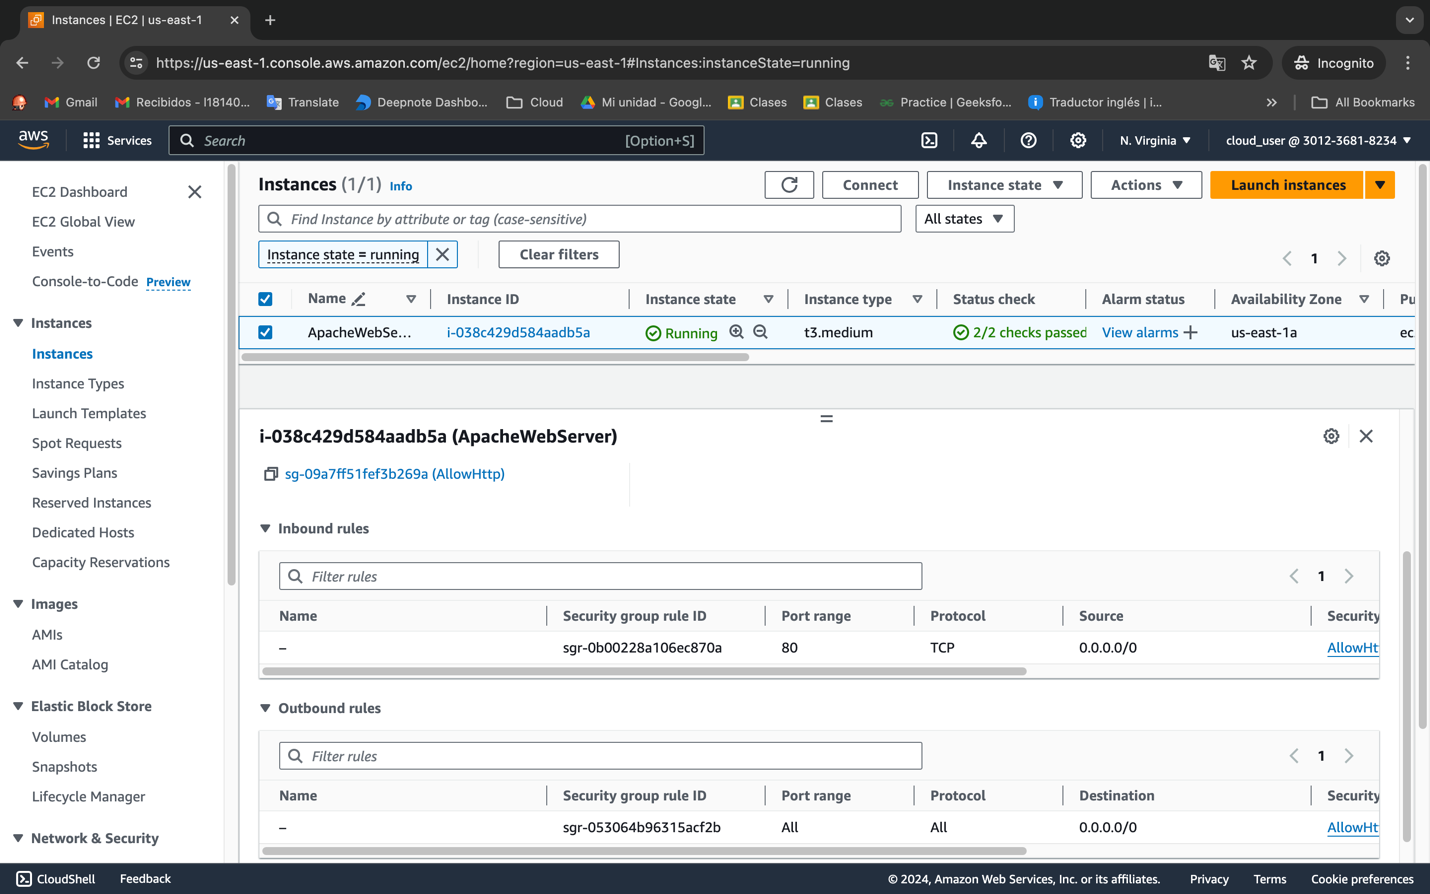 Instances | EC2 | us-east-1
https://us-east-1.console.aws.amazon.com/ec2/home?region=us-east-1#Instances:instanceState=running
Incognito
Gmail
Recibidos - l18140...
Translate
Deepnote Dashbo...
Cloud
Mi unidad - Googl...
Clases
Clases
Practice | Geeksfo...
Traductor inglés | i...
All Bookmarks
aws
Services
Search
[Option+S]
N. Virginia
cloud_user @ 3012-3681-8234
EC2 Dashboard
EC2 Global View
Events
Console-to-Code Preview
Instances
Instances
Instance Types
Launch Templates
Spot Requests
Savings Plans
Reserved Instances
Dedicated Hosts
Capacity Reservations
Images
AMIs
AMI Catalog
Elastic Block Store
Volumes
Snapshots
Lifecycle Manager
Network & Security
Instances (1/1) Info
Connect
Instance state
Actions
Launch instances
Find Instance by attribute or tag (case-sensitive)
All states
Instance state = running
Clear filters
1
Name Instance ID Instance state Instance type Status check Alarm status Availability Zone Pu
ApacheWebSe... i-038c429d584aadb5a Running t3.medium 2/2 checks passed View alarms us-east-1a ec
i-038c429d584aadb5a (ApacheWebServer)
sg-09a7ff51fef3b269a (AllowHttp)
Inbound rules
Filter rules
1
Name Security group rule ID Port range Protocol Source Security
– sgr-0b00228a106ec870a 80 TCP 0.0.0.0/0 AllowHt
Outbound rules
Filter rules
1
Name Security group rule ID Port range Protocol Destination Security
– sgr-053064b96315acf2b All All 0.0.0.0/0 AllowHt
CloudShell
Feedback
© 2024, Amazon Web Services, Inc. or its affiliates.
Privacy
Terms
Cookie preferences